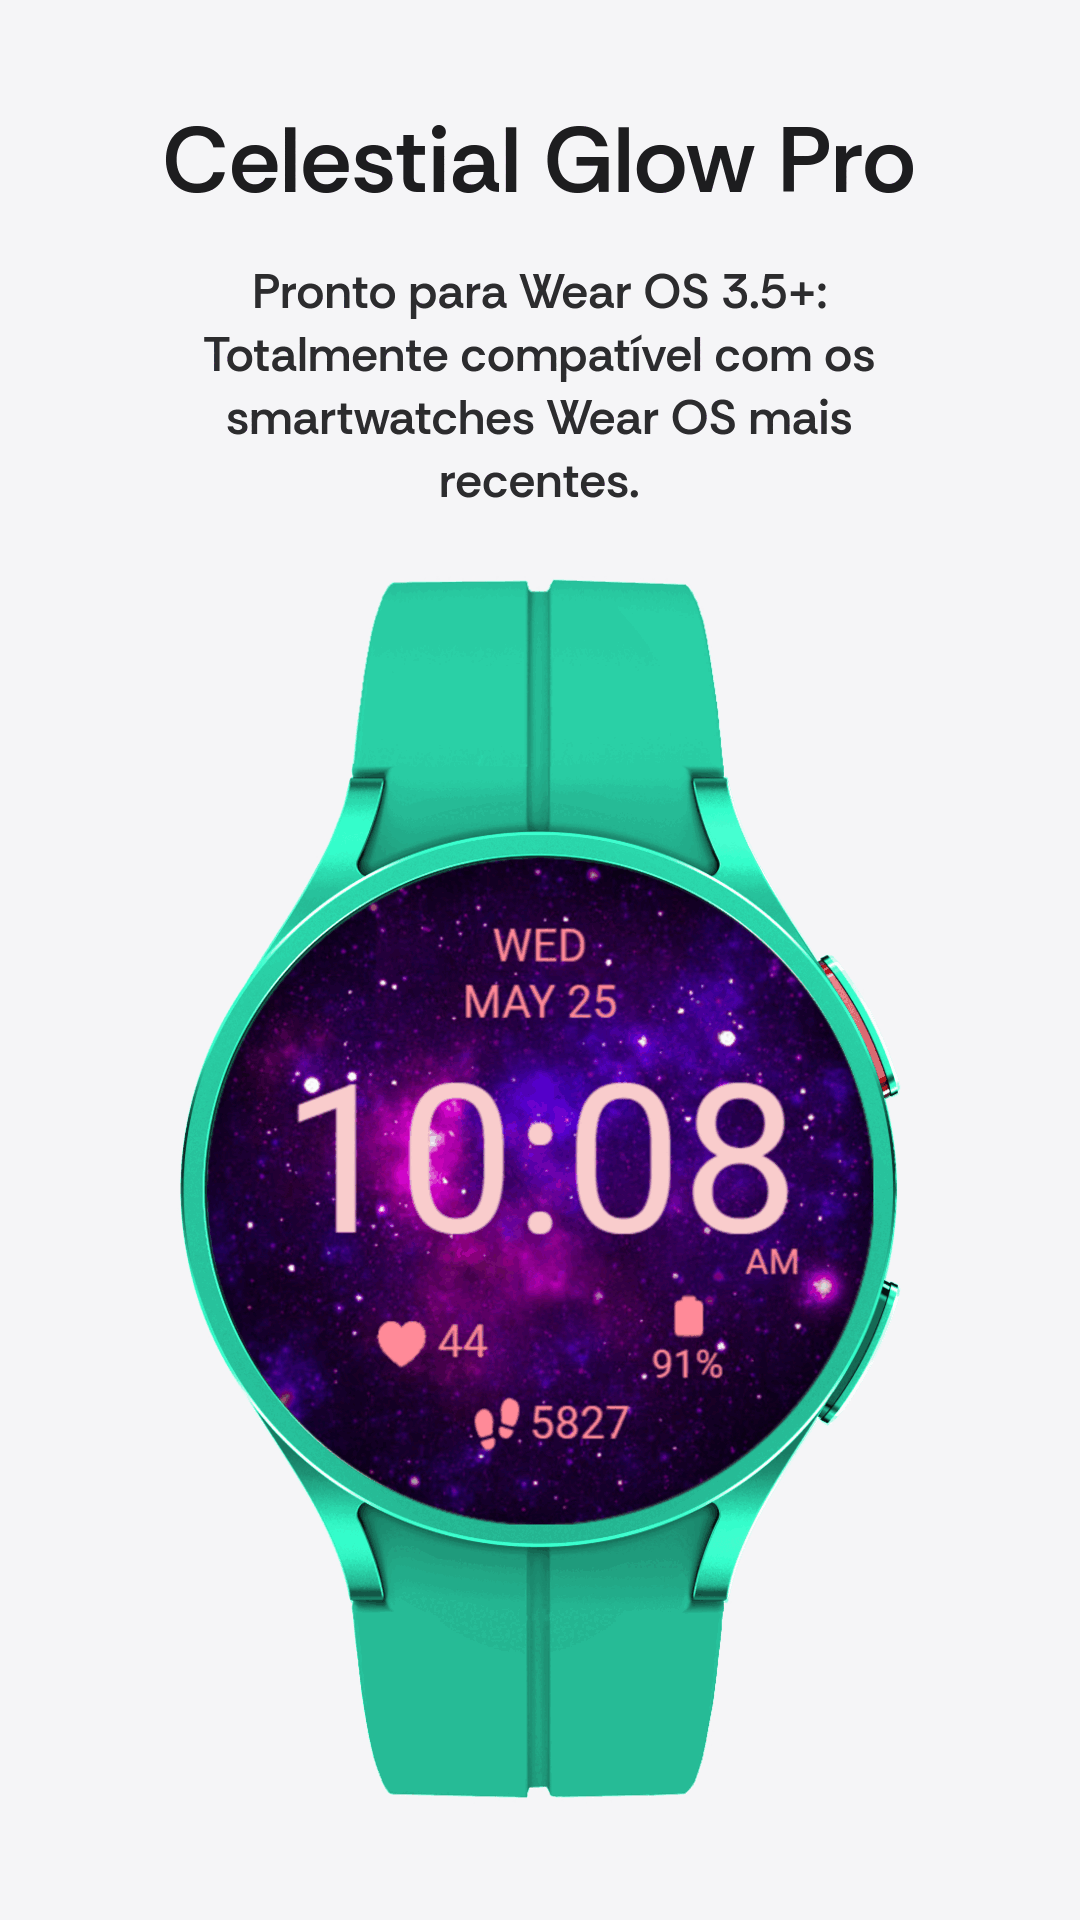 Celestial Glow Pro
Pronto para Wear OS 3.5+:
Totalmente compatível com os
smartwatches Wear OS mais
recentes.
WED
MAY 25
10:08
AM
44
91%
5827